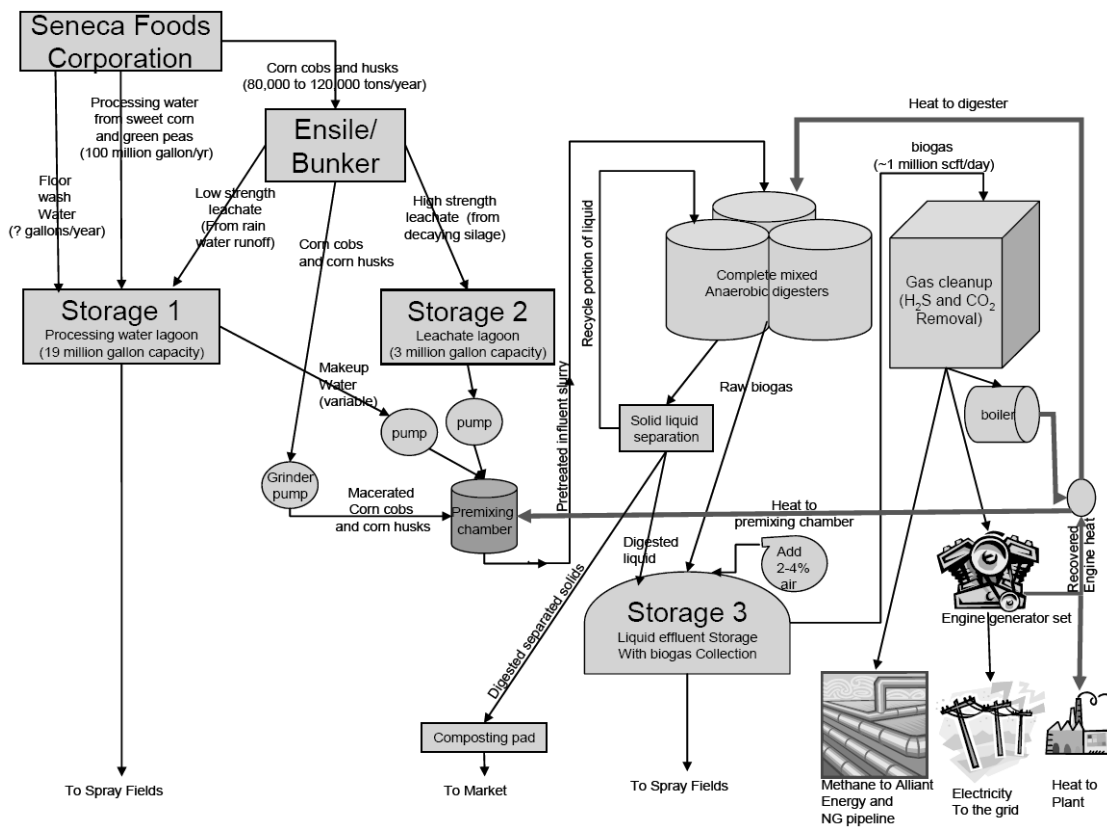 Seneca Foods
Corporation
Corn cobs and husks
(80,000 to 120,000 tons/year)
Processing water
from sweet corn
and green peas
(100 million gallon/yr)
Floor
wash
Water
(? gallons/year)
Ensile/
Bunker
Low strength
leachate
(From rain
water runoff)
Corn cobs
and corn husks
High strength
leachate (from
decaying silage)
Storage 1
Processing water lagoon
(19 million gallon capacity)
Storage 2
Leachate lagoon
(3 million gallon capacity)
Makeup
Water
(variable)
pump
pump
Grinder
pump
Macerated
Corn cobs
and corn husks
Premixing
chamber
Pretreated influent slurry
Recycle portion of liquid
Complete mixed
Anaerobic digesters
Heat to digester
biogas
(~1 million scft/day)
Gas cleanup
(H2S and CO2
Removal)
boiler
Solid liquid
separation
Raw biogas
Heat to
premixing chamber
Digested
liquid
Add
2-4%
air
Digested separated solids
Storage 3
Liquid effluent Storage
With biogas Collection
Recovered
Engine heat
Engine generator set
Composting pad
To Spray Fields
To Market
To Spray Fields
Methane to Alliant
Energy and
NG pipeline
Electricity
To the grid
Heat to
Plant